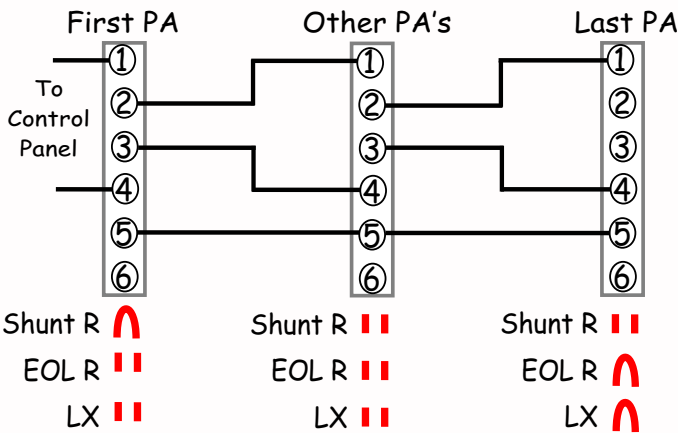 First PA Other PA's Last PA
1 1 1
To
2 2 2
Control
3 3 3
Panel
4 4 4
5 5 5
6 6 6
Shunt R Shunt R Shunt R
EOL R EOL R EOL R
LX LX LX